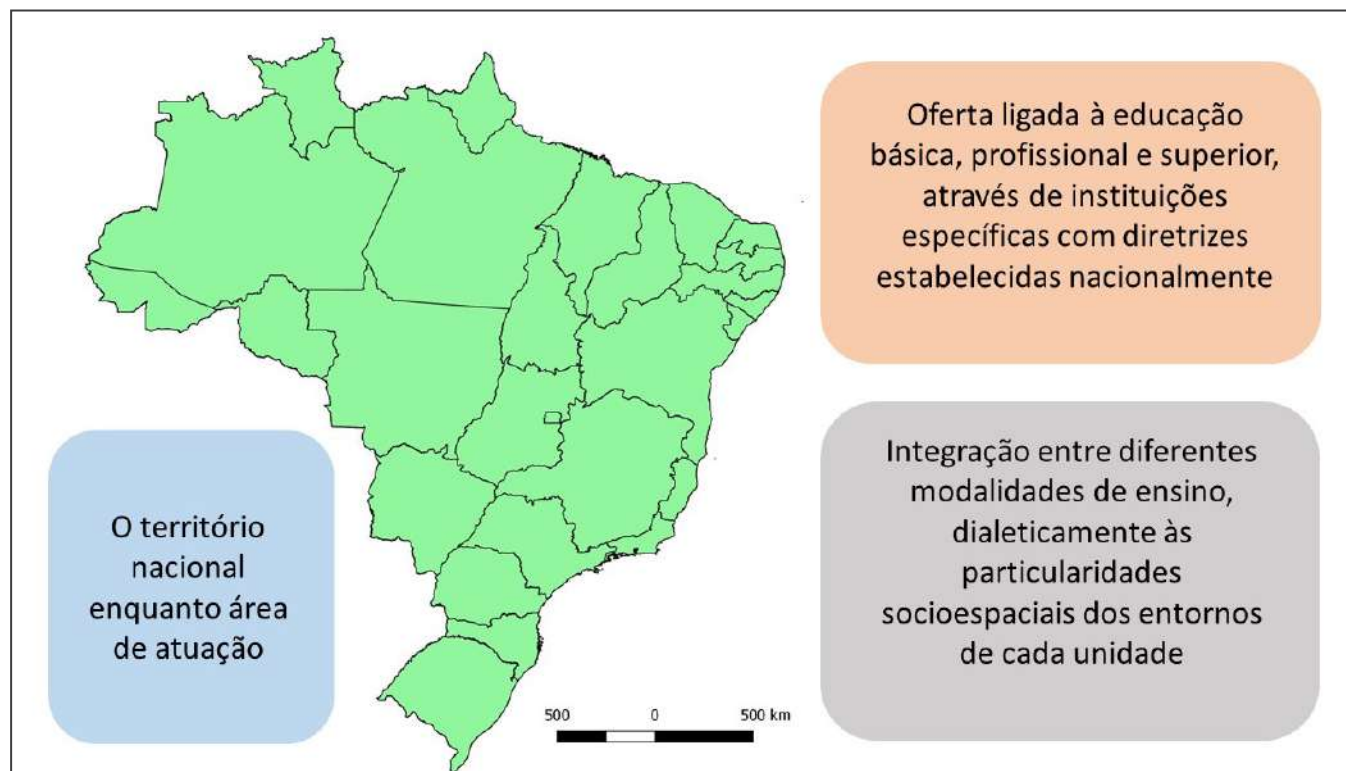 Oferta ligada à educação
básica, profissional e superior,
através de instituições
específicas com diretrizes
estabelecidas nacionalmente
Integração entre diferentes
modalidades de ensino,
dialeticamente às
particularidades
socioespaciais dos entornos
de cada unidade
O território
nacional
enquanto área
de atuação
500 0 500 km